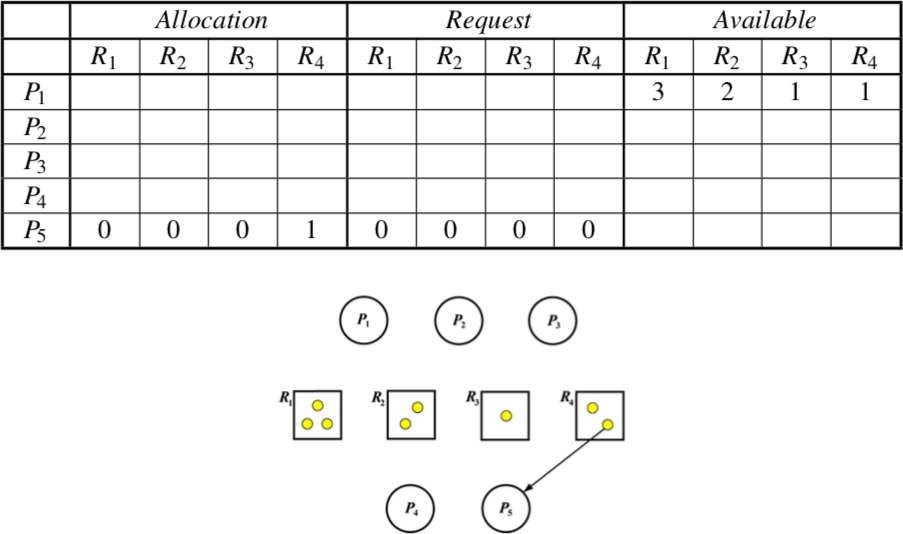 Allocation Request Available
R1 R2 R3 R4 R1 R2 R3 R4 R1 R2 R3 R4
P1 3 2 1 1
P2
P3
P4
P5 0 0 0 1 0 0 0 0
P1 P2 P3
R1 R2 R3 R4
P4 P5